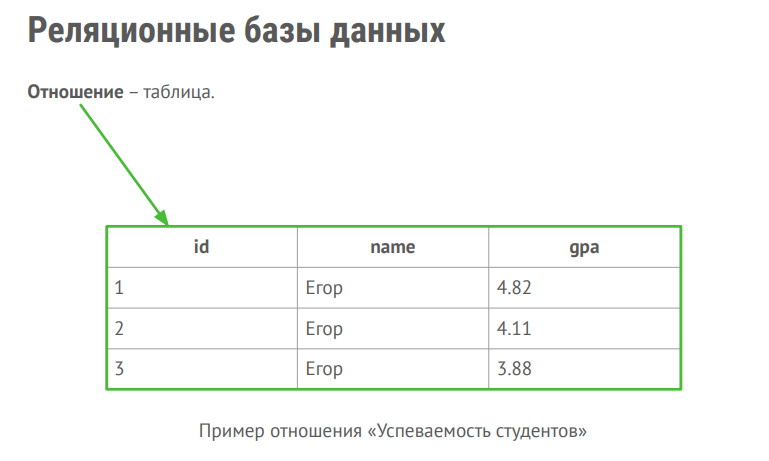 Реляционные базы данных
Отношение – таблица.
id name gpa
1 Егор 4.82
2 Егор 4.11
3 Егор 3.88
Пример отношения «Успеваемость студентов»